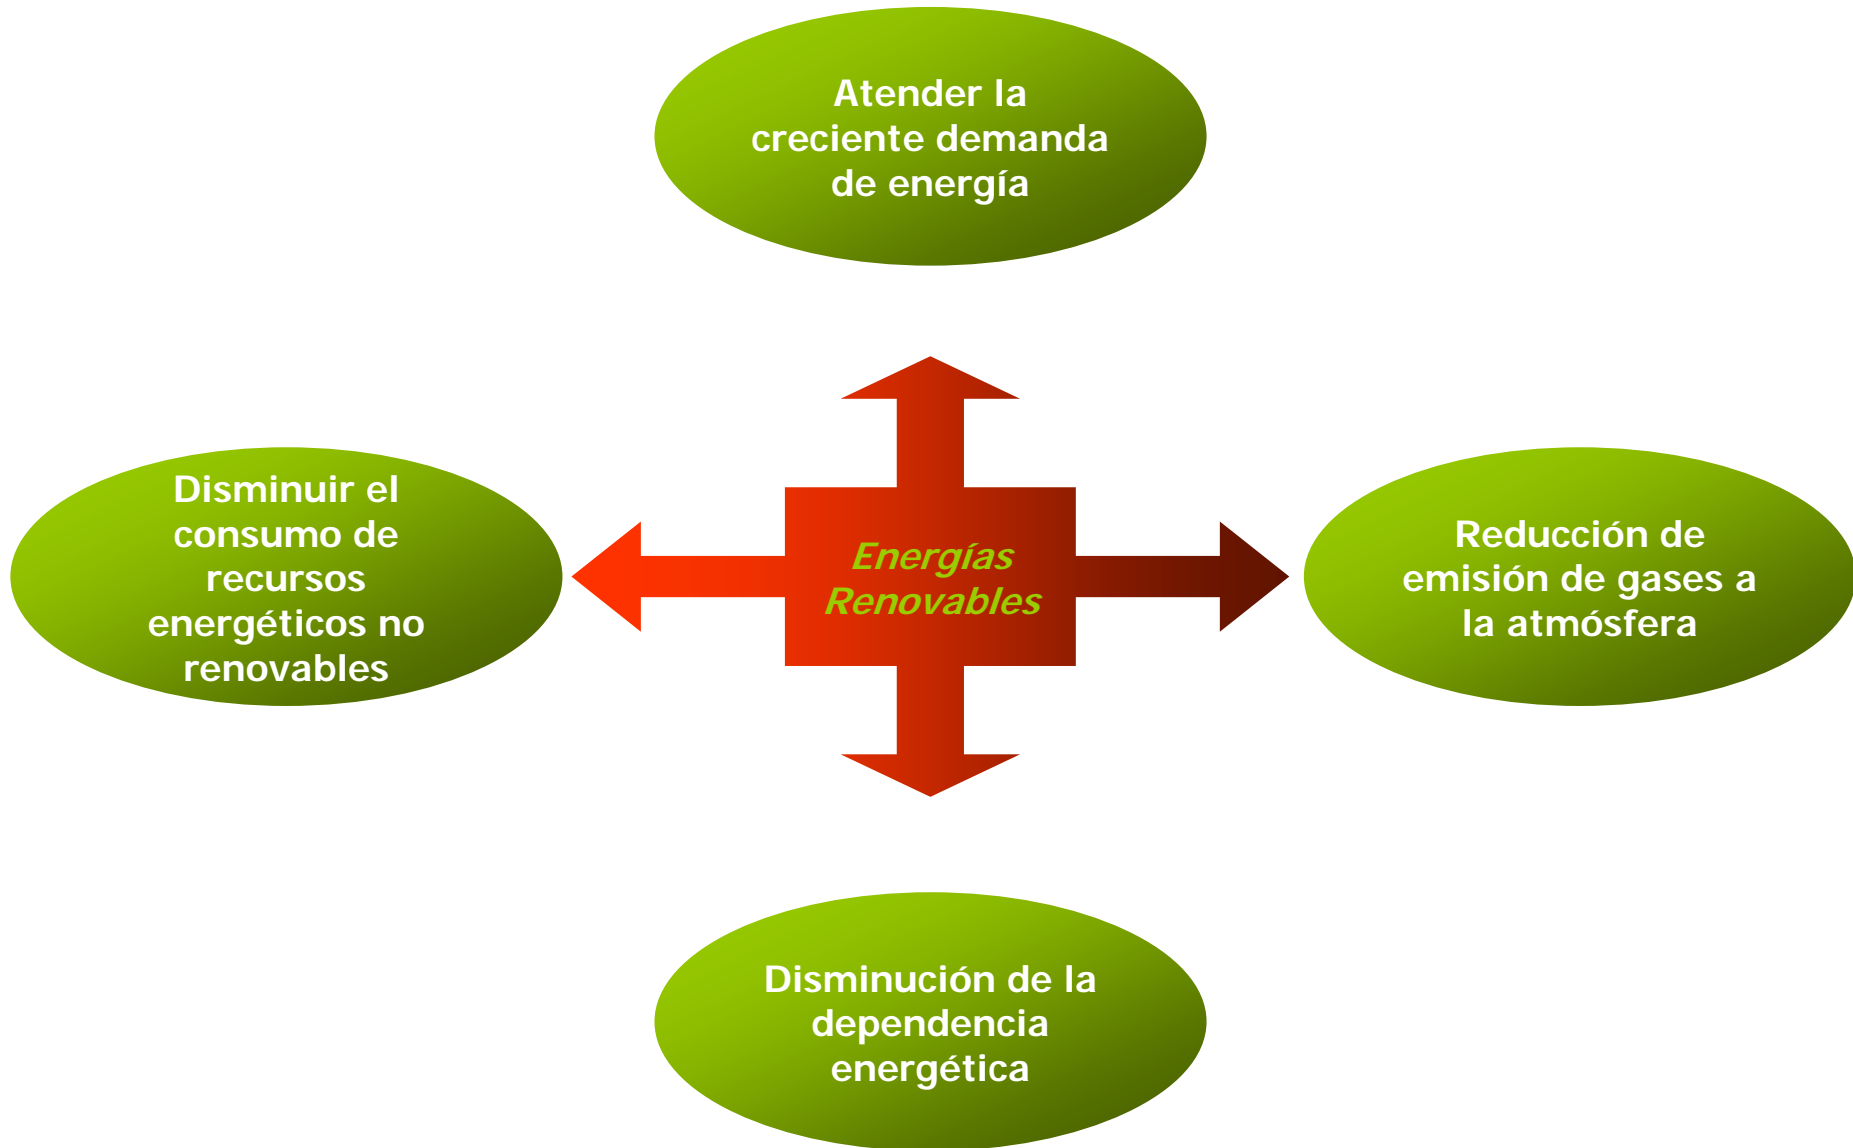 Atender la
creciente demanda
de energía
Disminuir el
consumo de
recursos
energéticos no
renovables
Energías
Renovables
Reducción de
emisión de gases a
la atmósfera
Disminución de la
dependencia
energética